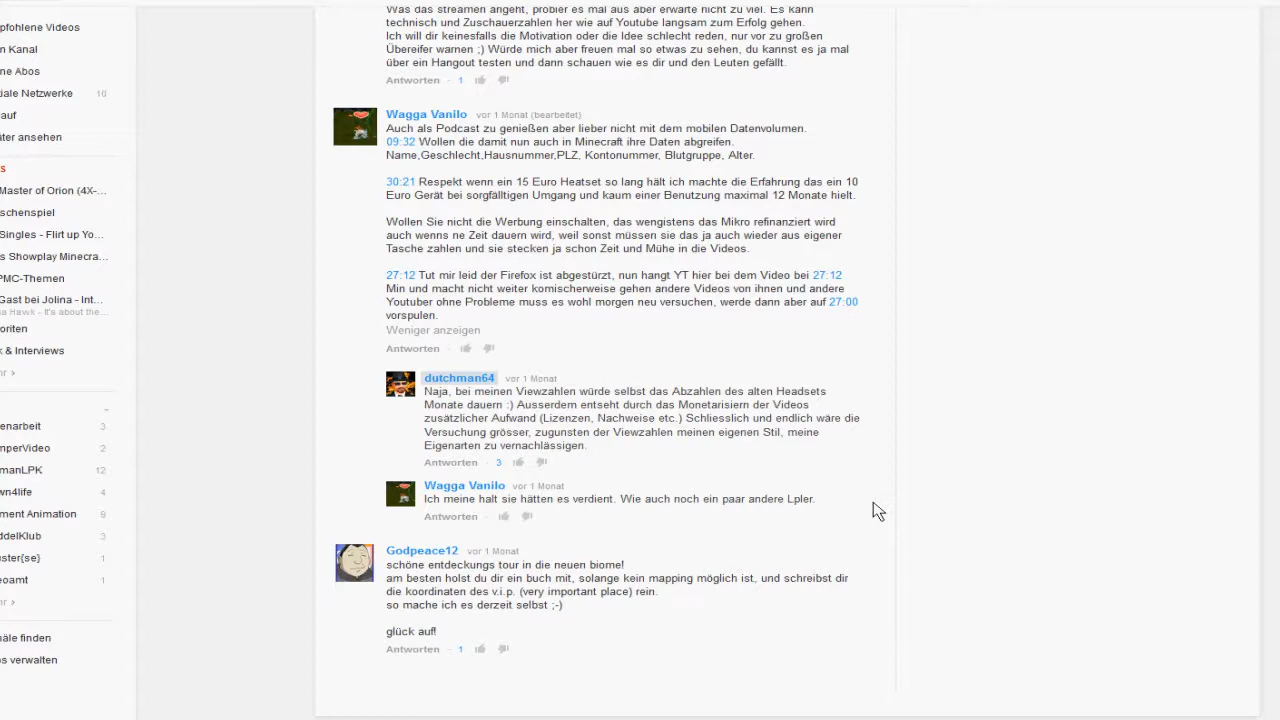 pfohlene Videos
n Kanal
ne Abos
iale Netzwerke 16
auf
äter ansehen
s
Master of Orion (4X-...
schenspiel
Singles - Flirt up Yo...
s Showplay Minecra...
PMC-Themen
Gast bei Jolina - Int...
a Hawk - It's about the...
oriten
k & Interviews
hr >
enarbeit 3
mperVideo 2
manLPK 12
wn4life 4
ment Animation 9
ddelKlub 3
ster{se} 1
eoamt 1
hr >
näle finden
s verwalten
Was das streamen angeht, probier es mal aus aber erwarte nicht zu viel. Es kann
technisch und Zuschauerzahlen her wie auf Youtube langsam zum Erfolg gehen.
Ich will dir keinesfalls die Motivation oder die Idee schlecht reden, nur vor zu großen
Übereifer warnen ;) Würde mich aber freuen mal so etwas zu sehen, du kannst es ja mal
über ein Hangout testen und dann schauen wie es dir und den Leuten gefällt.
Antworten · 1
Wagga Vanilo vor 1 Monat (bearbeitet)
Auch als Podcast zu genießen aber lieber nicht mit dem mobilen Datenvolumen.
09:32 Wollen die damit nun auch in Minecraft ihre Daten abgreifen.
Name,Geschlecht,Hausnummer,PLZ, Kontonummer, Blutgruppe, Alter.
30:21 Respekt wenn ein 15 Euro Heatset so lang hält ich machte die Erfahrung das ein 10
Euro Gerät bei sorgfälltigen Umgang und kaum einer Benutzung maximal 12 Monate hielt.
Wollen Sie nicht die Werbung einschalten, das wengistens das Mikro refinanziert wird
auch wenns ne Zeit dauern wird, weil sonst müssen sie das ja auch wieder aus eigener
Tasche zahlen und sie stecken ja schon Zeit und Mühe in die Videos.
27:12 Tut mir leid der Firefox ist abgestürzt, nun hangt YT hier bei dem Video bei 27:12
Min und macht nicht weiter komischerweise gehen andere Videos von ihnen und andere
Youtuber ohne Probleme muss es wohl morgen neu versuchen, werde dann aber auf 27:00
vorspulen.
Weniger anzeigen
Antworten ·
dutchman64 vor 1 Monat
Naja, bei meinen Viewzahlen würde selbst das Abzahlen des alten Headsets
Monate dauern :) Ausserdem entseht durch das Monetarisiern der Videos
zusätzlicher Aufwand (Lizenzen, Nachweise etc.) Schliesslich und endlich wäre die
Versuchung grösser, zugunsten der Viewzahlen meinen eigenen Stil, meine
Eigenarten zu vernachlässigen.
Antworten · 3
Wagga Vanilo vor 1 Monat
Ich meine halt sie hätten es verdient. Wie auch noch ein paar andere Lpler.
Antworten ·
Godpeace12 vor 1 Monat
schöne entdeckungs tour in die neuen biome!
am besten holst du dir ein buch mit, solange kein mapping möglich ist, und schreibst dir
die koordinaten des v.i.p. (very important place) rein.
so mache ich es derzeit selbst ;-)
glück auf!
Antworten · 1